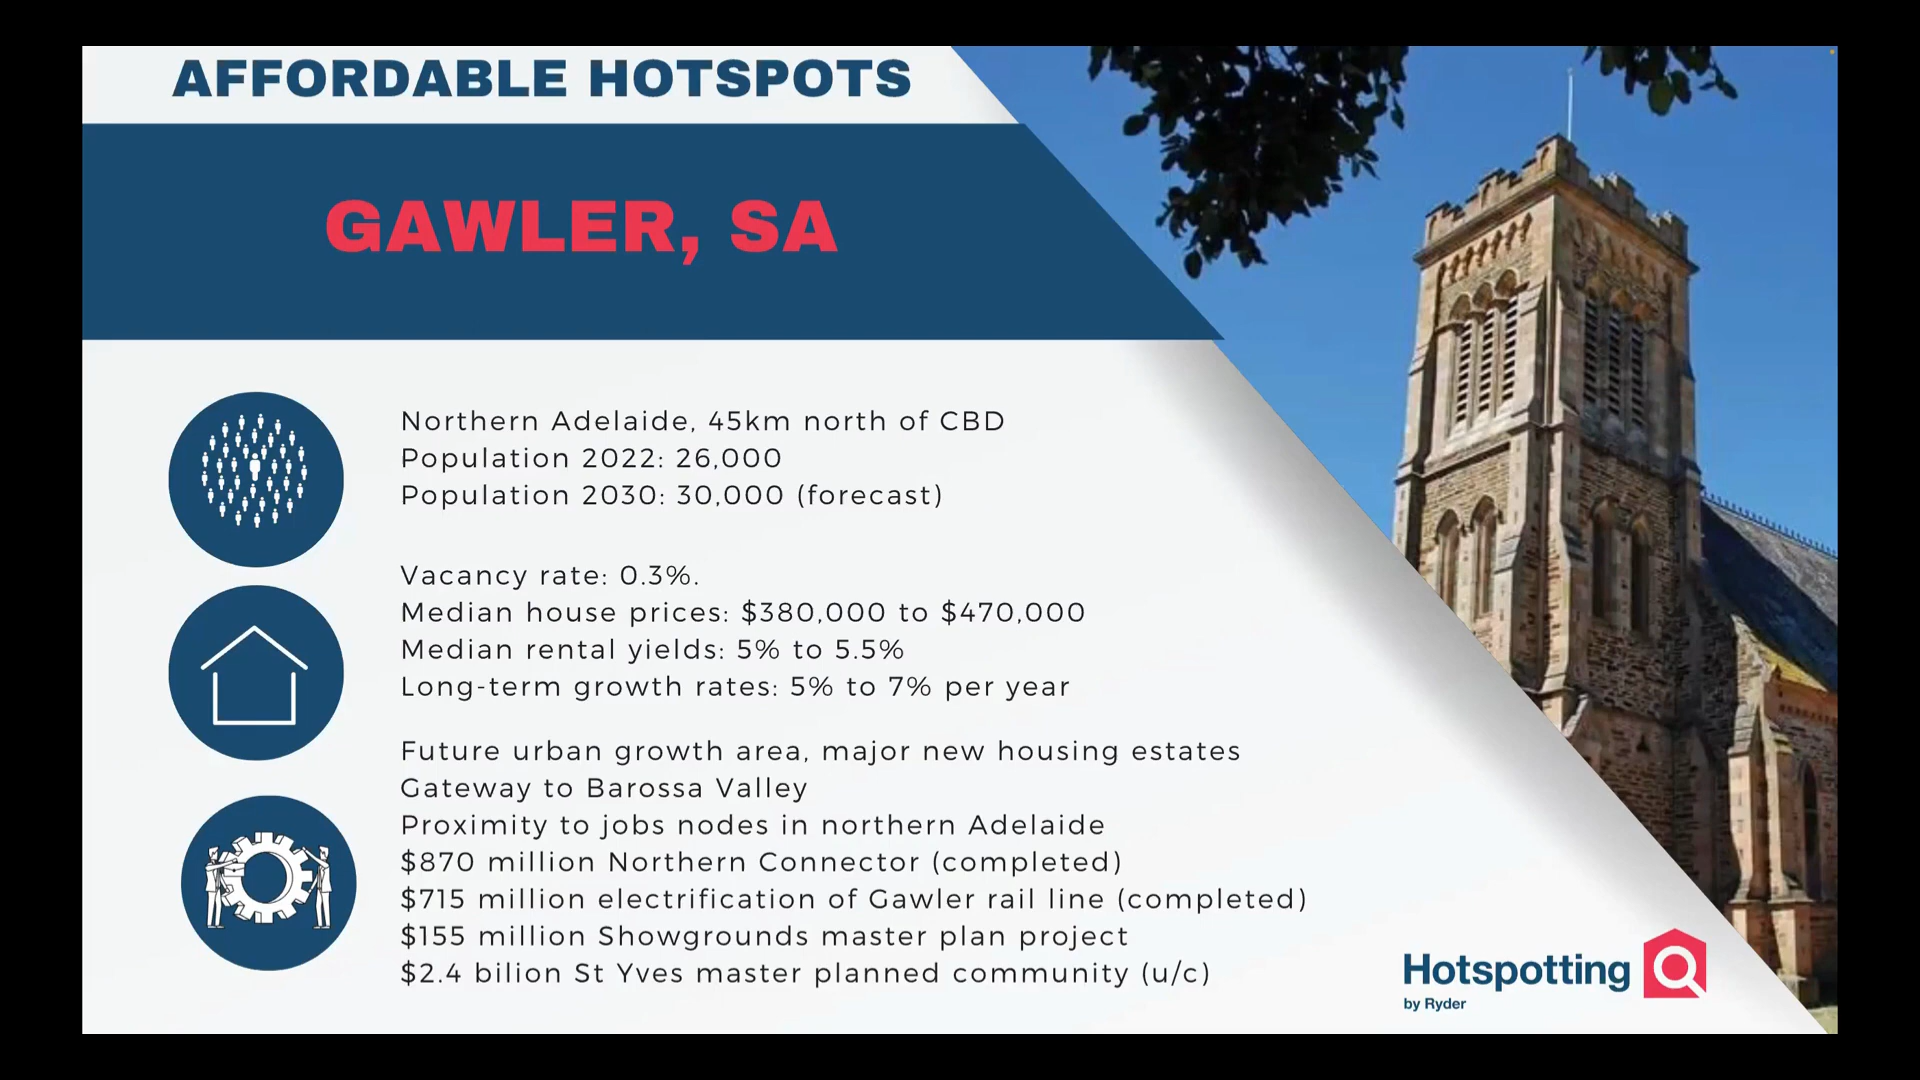 AFFORDABLE HOTSPOTS
GAWLER, SA
Northern Adelaide, 45km north of CBD
Population 2022: 26,000
Population 2030: 30,000 (forecast)
Vacancy rate: 0.3%.
Median house prices: $380,000 to $470,000
Median rental yields: 5% to 5.5%
Long-term growth rates: 5% to 7% per year
Future urban growth area, major new housing estates
Gateway to Barossa Valley
Proximity to jobs nodes in northern Adelaide
$870 million Northern Connector (completed)
$715 million electrification of Gawler rail line (completed)
$155 million Showgrounds master plan project
$2.4 bilion St Yves master planned community (u/c)
Hotspotting
by Ryder